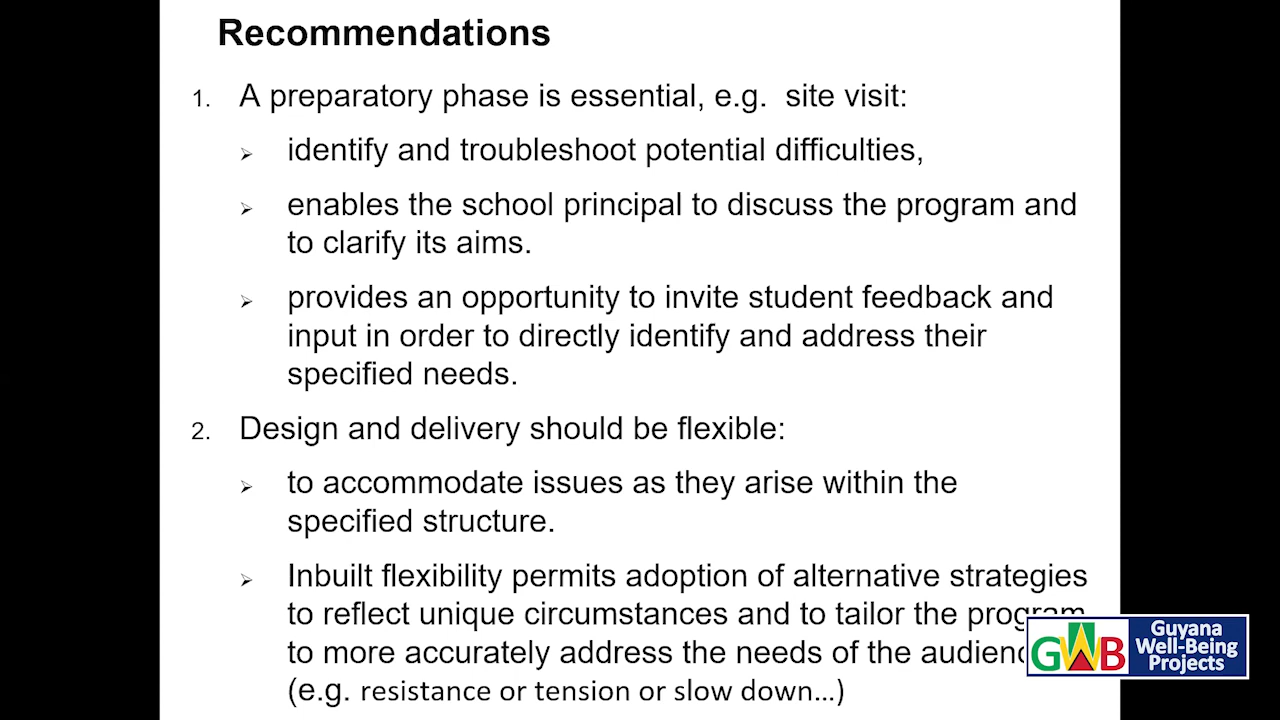 Recommendations
1. A preparatory phase is essential, e.g. site visit:
➢ identify and troubleshoot potential difficulties,
➢ enables the school principal to discuss the program and
to clarify its aims.
➢ provides an opportunity to invite student feedback and
input in order to directly identify and address their
specified needs.
2. Design and delivery should be flexible:
➢ to accommodate issues as they arise within the
specified structure.
➢ Inbuilt flexibility permits adoption of alternative strategies
to reflect unique circumstances and to tailor the program
to more accurately address the needs of the audienc
(e.g. resistance or tension or slow down...)
GWB
Guyana
Well-Being
Projects